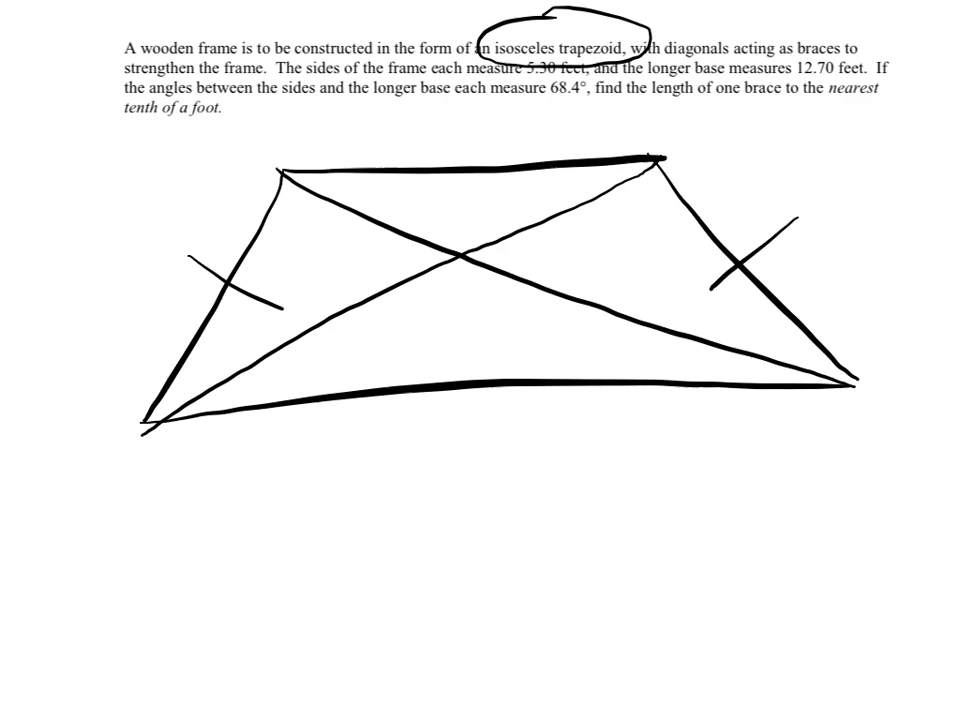 A wooden frame is to be constructed in the form of an isosceles trapezoid, with diagonals acting as braces to
strengthen the frame. The sides of the frame each measure 5.30 feet, and the longer base measures 12.70 feet. If
the angles between the sides and the longer base each measure 68.4°, find the length of one brace to the nearest
tenth of a foot.